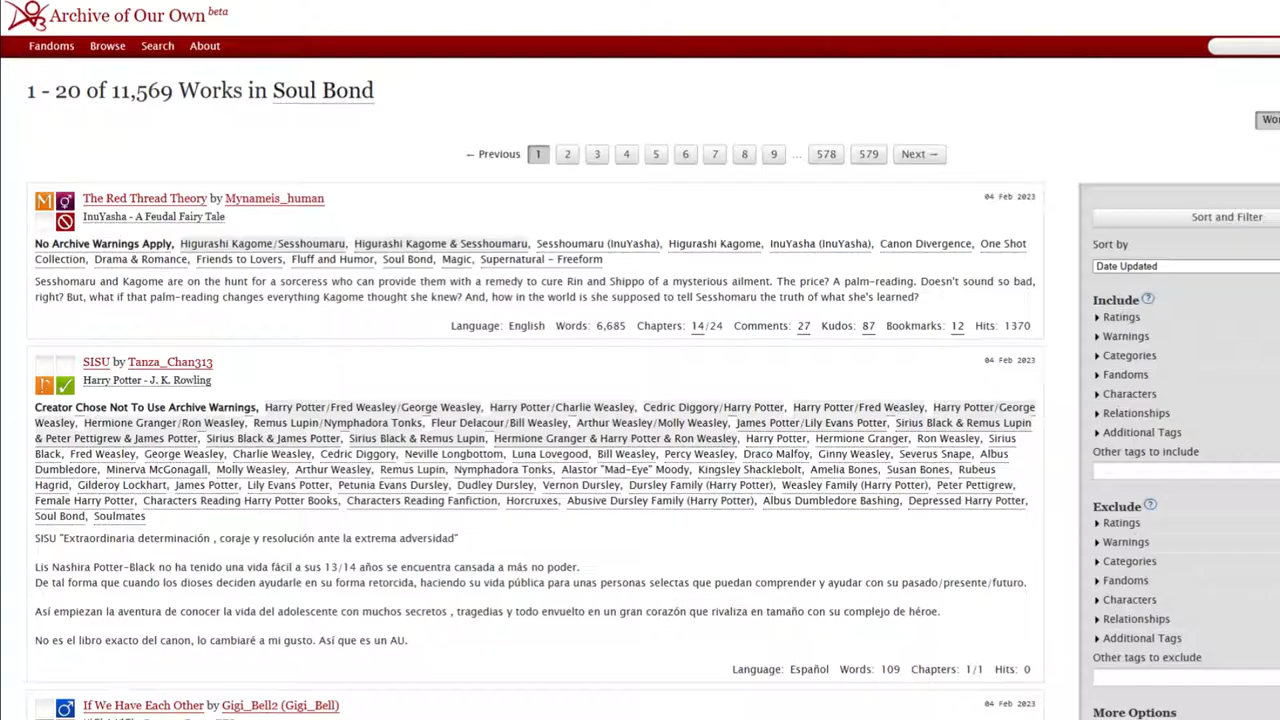 Archive of Our Own beta
Fandoms Browse Search About
1 - 20 of 11,569 Works in Soul Bond
← Previous 1 2 3 4 5 6 7 8 9 … 578 579 Next →
The Red Thread Theory by Mynameis_human 04 Feb 2023
InuYasha - A Feudal Fairy Tale
No Archive Warnings Apply, Higurashi Kagome/Sesshoumaru, Higurashi Kagome & Sesshoumaru, Sesshoumaru (InuYasha), Higurashi Kagome, InuYasha (InuYasha), Canon Divergence, One Shot
Collection, Drama & Romance, Friends to Lovers, Fluff and Humor, Soul Bond, Magic, Supernatural - Freeform
Sesshomaru and Kagome are on the hunt for a sorceress who can provide them with a remedy to cure Rin and Shippo of a mysterious ailment. The price? A palm-reading. Doesn't sound so bad,
right? But, what if that palm-reading changes everything Kagome thought she knew? And, how in the world is she supposed to tell Sesshomaru the truth of what she's learned?
Language: English Words: 6,685 Chapters: 14/24 Comments: 27 Kudos: 87 Bookmarks: 12 Hits: 1370
SISU by Tanza_Chan313 04 Feb 2023
Harry Potter - J. K. Rowling
Creator Chose Not To Use Archive Warnings, Harry Potter/Fred Weasley/George Weasley, Harry Potter/Charlie Weasley, Cedric Diggory/Harry Potter, Harry Potter/Fred Weasley, Harry Potter/George
Weasley, Hermione Granger/Ron Weasley, Remus Lupin/Nymphadora Tonks, Fleur Delacour/Bill Weasley, Arthur Weasley/Molly Weasley, James Potter/Lily Evans Potter, Sirius Black & Remus Lupin
& Peter Pettigrew & James Potter, Sirius Black & James Potter, Sirius Black & Remus Lupin, Hermione Granger & Harry Potter & Ron Weasley, Harry Potter, Hermione Granger, Ron Weasley, Sirius
Black, Fred Weasley, George Weasley, Charlie Weasley, Cedric Diggory, Neville Longbottom, Luna Lovegood, Bill Weasley, Percy Weasley, Draco Malfoy, Ginny Weasley, Severus Snape, Albus
Dumbledore, Minerva McGonagall, Molly Weasley, Arthur Weasley, Remus Lupin, Nymphadora Tonks, Alastor "Mad-Eye" Moody, Kingsley Shacklebolt, Amelia Bones, Susan Bones, Rubeus
Hagrid, Gilderoy Lockhart, James Potter, Lily Evans Potter, Petunia Evans Dursley, Dudley Dursley, Vernon Dursley, Dursley Family (Harry Potter), Weasley Family (Harry Potter), Peter Pettigrew,
Female Harry Potter, Characters Reading Harry Potter Books, Characters Reading Fanfiction, Horcruxes, Abusive Dursley Family (Harry Potter), Albus Dumbledore Bashing, Depressed Harry Potter,
Soul Bond, Soulmates
SISU "Extraordinaria determinación , coraje y resolución ante la extrema adversidad"
Lis Nashira Potter-Black no ha tenido una vida fácil a sus 13/14 años se encuentra cansada a más no poder.
De tal forma que cuando los dioses deciden ayudarle en su forma retorcida, haciendo su vida pública para unas personas selectas que puedan comprender y ayudar con su pasado/presente/futuro.
Así empiezan la aventura de conocer la vida del adolescente con muchos secretos , tragedias y todo envuelto en un gran corazón que rivaliza en tamaño con su complejo de héroe.
No es el libro exacto del canon, lo cambiaré a mi gusto. Así que es un AU.
Language: Español Words: 109 Chapters: 1/1 Hits: 0
If We Have Each Other by Gigi_Bell2 (Gigi_Bell) 04 Feb 2023
Sort and Filter
Sort by
Date Updated
Include ?
Ratings
Warnings
Categories
Fandoms
Characters
Relationships
Additional Tags
Other tags to include
Exclude ?
Ratings
Warnings
Categories
Fandoms
Characters
Relationships
Additional Tags
Other tags to exclude
More Options